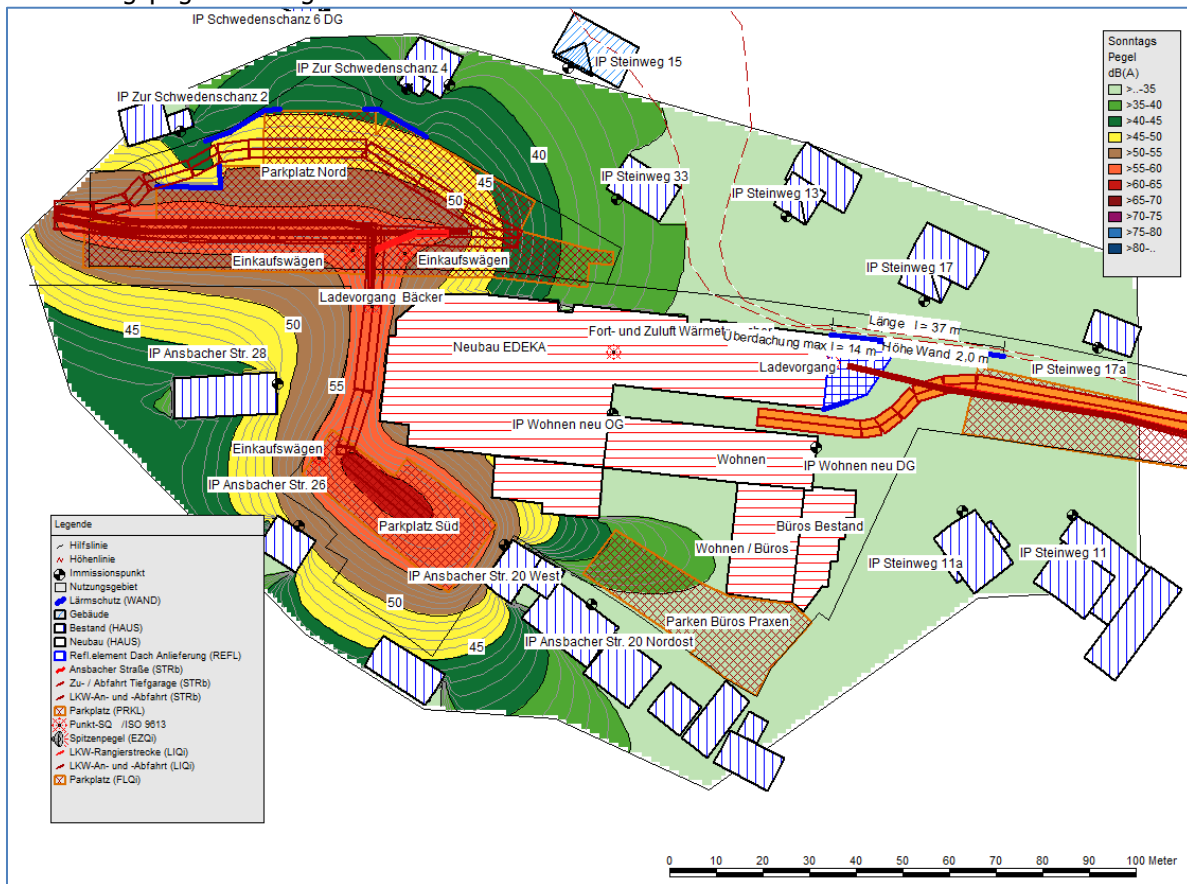 IP Schwedenschanz 6 DG
IP Zur Schwedenschanz 4
IP Steinweg 15
IP Zur Schwedenschanz 2
Parkplatz Nord
40
45
50
IP Steinweg 33
IP Steinweg 13
IP Steinweg 17
Einkaufswägen
Einkaufswägen
Ladevorgang Bäcker
Länge l = 37 m
Fort- und Zuluft Wärmet
Neubau EDEKA
Überdachung max l = 14 m
Höhe Wand 2,0 m
Ladevorgang
IP Steinweg 17a
45
50
IP Ansbacher Str. 28
55
IP Wohnen neu OG
Einkaufswägen
Wohnen
IP Wohnen neu DG
IP Ansbacher Str. 26
Parkplatz Süd
Büros Bestand
Wohnen / Büros
IP Steinweg 11a
IP Steinweg 11
IP Ansbacher Str. 20 West
50
Parken Büros Praxen
IP Ansbacher Str. 20 Nordost
45
Sonntags
Pegel
dB(A)
>..-35
>35-40
>40-45
>45-50
>50-55
>55-60
>60-65
>65-70
>70-75
>75-80
>80-..
Legende
Hilfslinie
Höhenlinie
Immissionspunkt
Nutzungsgebiet
Lärmschutz (WAND)
Gebäude
Bestand (HAUS)
Neubau (HAUS)
Refl.element Dach Anlieferung (REFL)
Ansbacher Straße (STRb)
Zu- / Abfahrt Tiefgarage (STRb)
LKW-An- und -Abfahrt (STRb)
Parkplatz (PRKL)
Punkt-SQ /ISO 9613
Spitzenpegel (EZQi)
LKW-Rangierstrecke (LIQi)
LKW-An- und -Abfahrt (LIQi)
Parkplatz (FLQi)
0 10 20 30 40 50 60 70 80 90 100 Meter